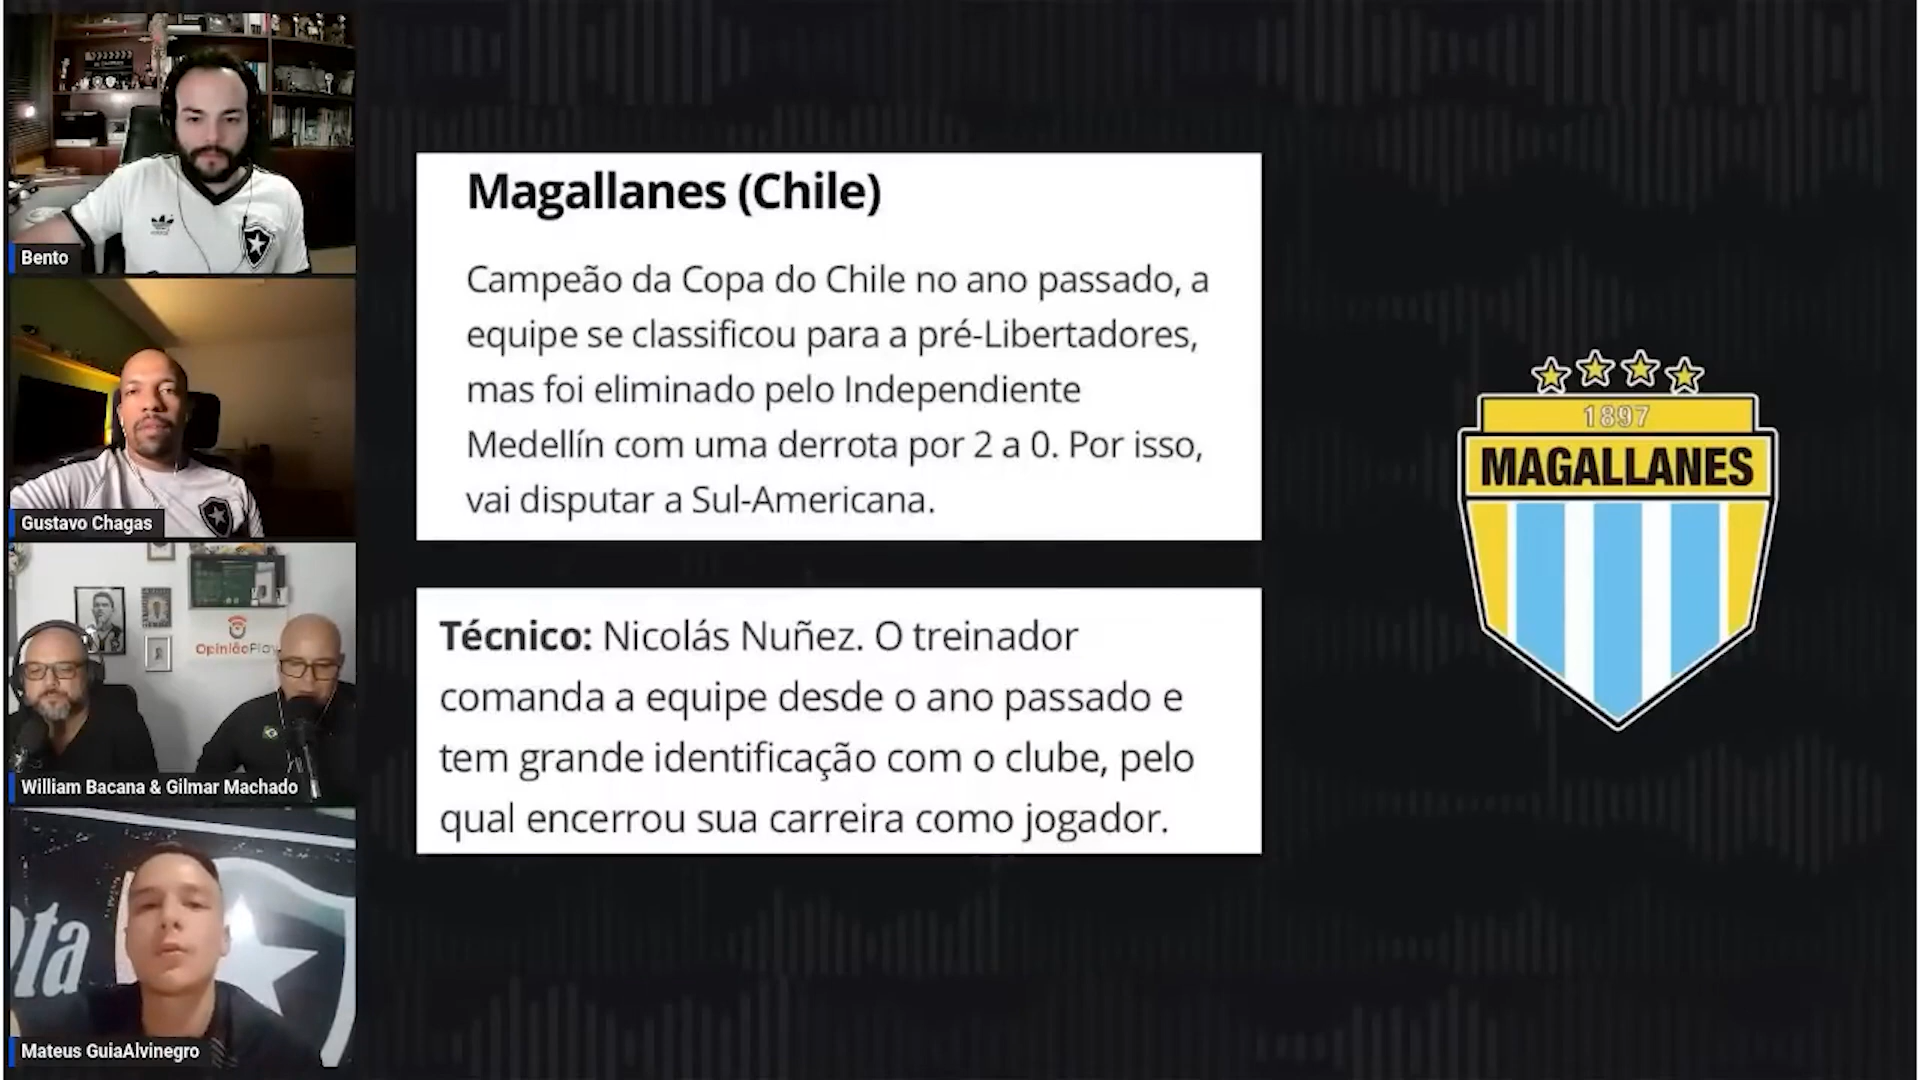 Bento
Gustavo Chagas
OpiniãoPlay
William Bacana & Gilmar Machado
ota
Mateus GuiaAlvinegro
Magallanes (Chile)
Campeão da Copa do Chile no ano passado, a
equipe se classificou para a pré-Libertadores,
mas foi eliminado pelo Independiente
Medellín com uma derrota por 2 a 0. Por isso,
vai disputar a Sul-Americana.
Técnico: Nicolás Nuñez. O treinador
comanda a equipe desde o ano passado e
tem grande identificação com o clube, pelo
qual encerrou sua carreira como jogador.
1897
MAGALLANES